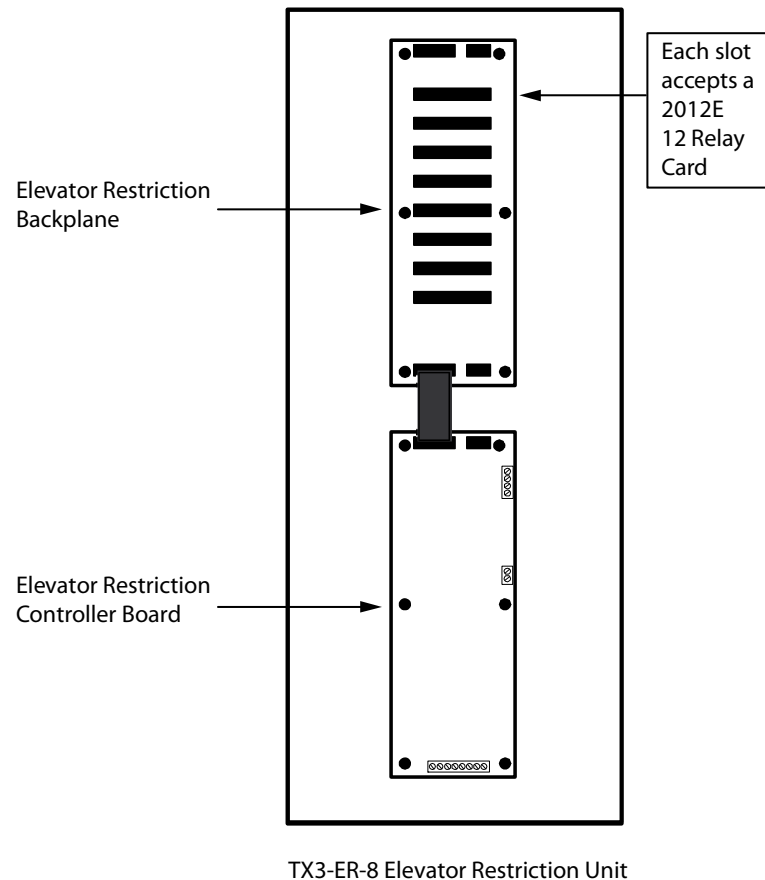 Each slot
accepts a
2012E
12 Relay
Card
Elevator Restriction
Backplane
Elevator Restriction
Controller Board
TX3-ER-8 Elevator Restriction Unit